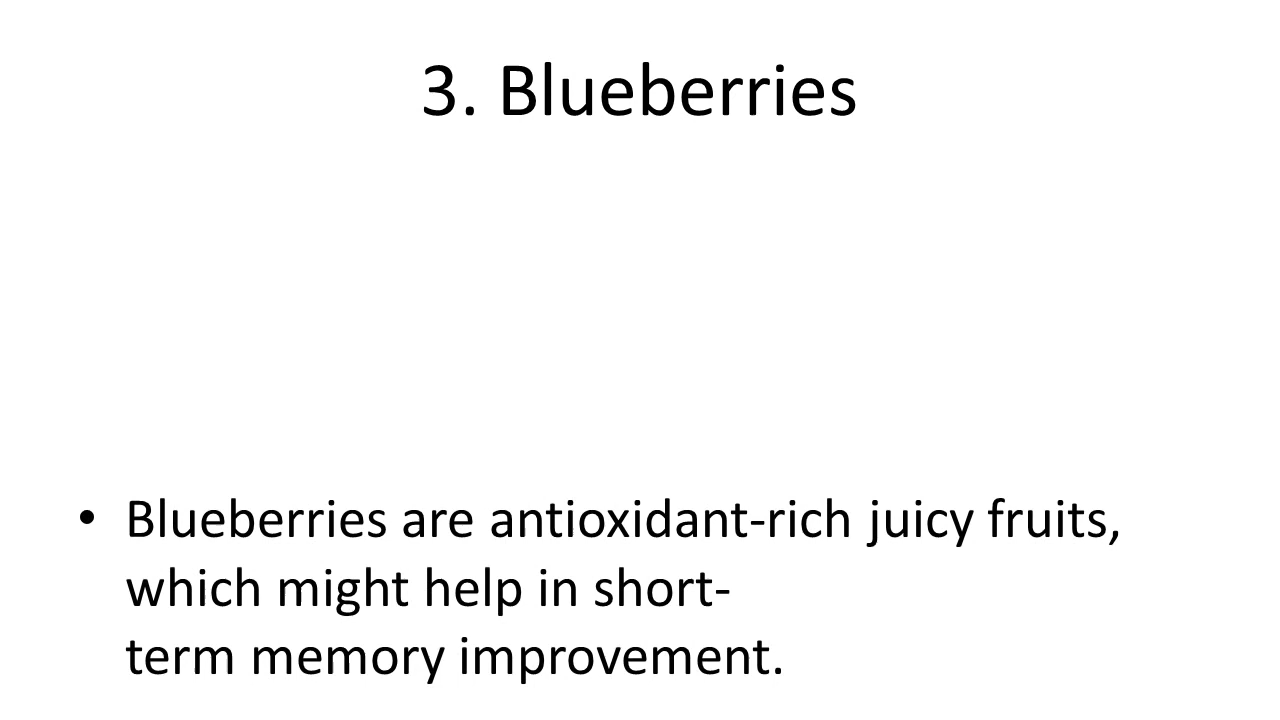 3. Blueberries
• Blueberries are antioxidant-rich juicy fruits,
which might help in short-
term memory improvement.